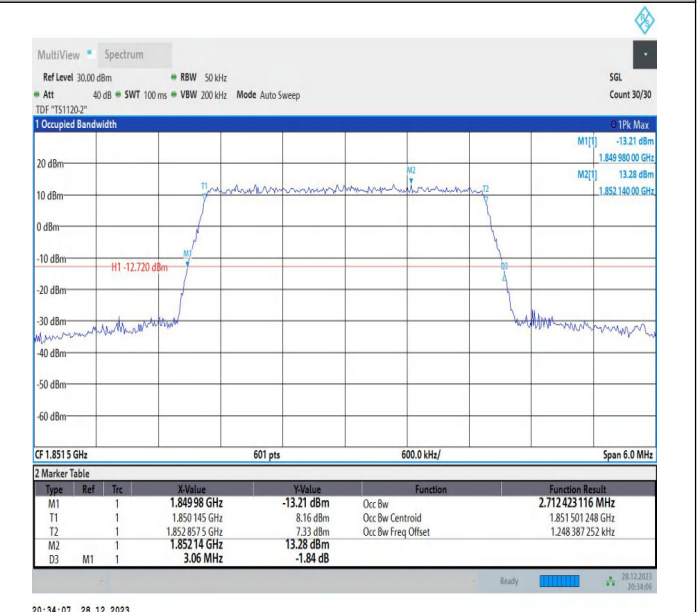 MultiView Spectrum
Ref Level 30.00 dBm RBW 50 kHz SGL
Att 40 dB SWT 100 ms VBW 200 kHz Mode Auto Sweep Count 30/30
TDF "TS1120-2"
1 Occupied Bandwidth 1Pk Max
M1[1] -13.21 dBm
1.849 980 00 GHz
M2[1] 13.28 dBm
1.852 140 00 GHz
20 dBm
M2
T1 T2
10 dBm
0 dBm
M1
-10 dBm
H1 -12.720 dBm D3
-20 dBm
-30 dBm
-40 dBm
-50 dBm
-60 dBm
CF 1.8515 GHz 601 pts 600.0 kHz/ Span 6.0 MHz
2 Marker Table
Type Ref Trc X-Value Y-Value Function Function Result
M1 1 1.84998 GHz -13.21 dBm Occ Bw 2.712 423 116 MHz
T1 1 1.850 145 GHz 8.16 dBm Occ Bw Centroid 1.851 501 248 GHz
T2 1 1.852 857 5 GHz 7.33 dBm Occ Bw Freq Offset 1.248 387 252 kHz
M2 1 1.85214 GHz 13.28 dBm
D3 M1 1 3.06 MHz -1.84 dB
Ready 28.12.2023
20:34:06
20:34:07 28.12.2023